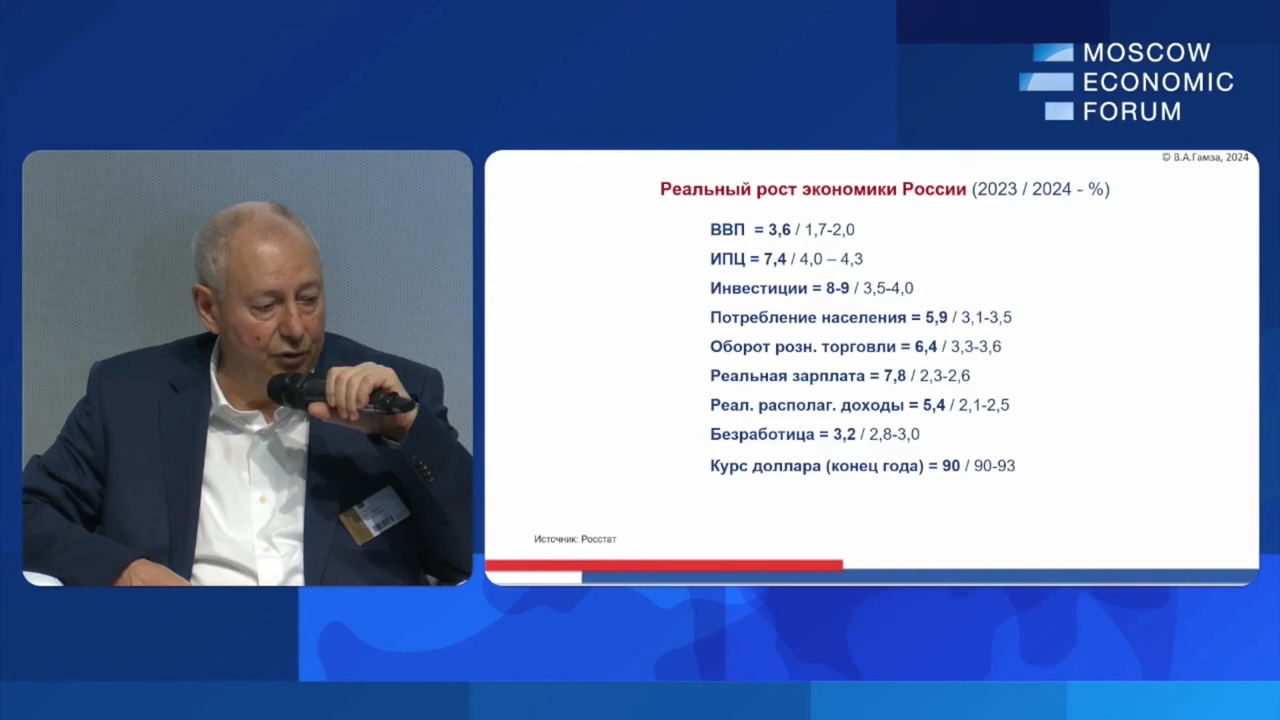 MOSCOW
ECONOMIC
FORUM
© В.А.Гамза, 2024
Реальный рост экономики России (2023 / 2024 - %)
ВВП = 3,6 / 1,7-2,0
ИПЦ = 7,4 / 4,0 – 4,3
Инвестиции = 8-9 / 3,5-4,0
Потребление населения = 5,9 / 3,1-3,5
Оборот розн. торговли = 6,4 / 3,3-3,6
Реальная зарплата = 7,8 / 2,3-2,6
Реал. располаг. доходы = 5,4 / 2,1-2,5
Безработица = 3,2 / 2,8-3,0
Курс доллара (конец года) = 90 / 90-93
Источник: Росстат